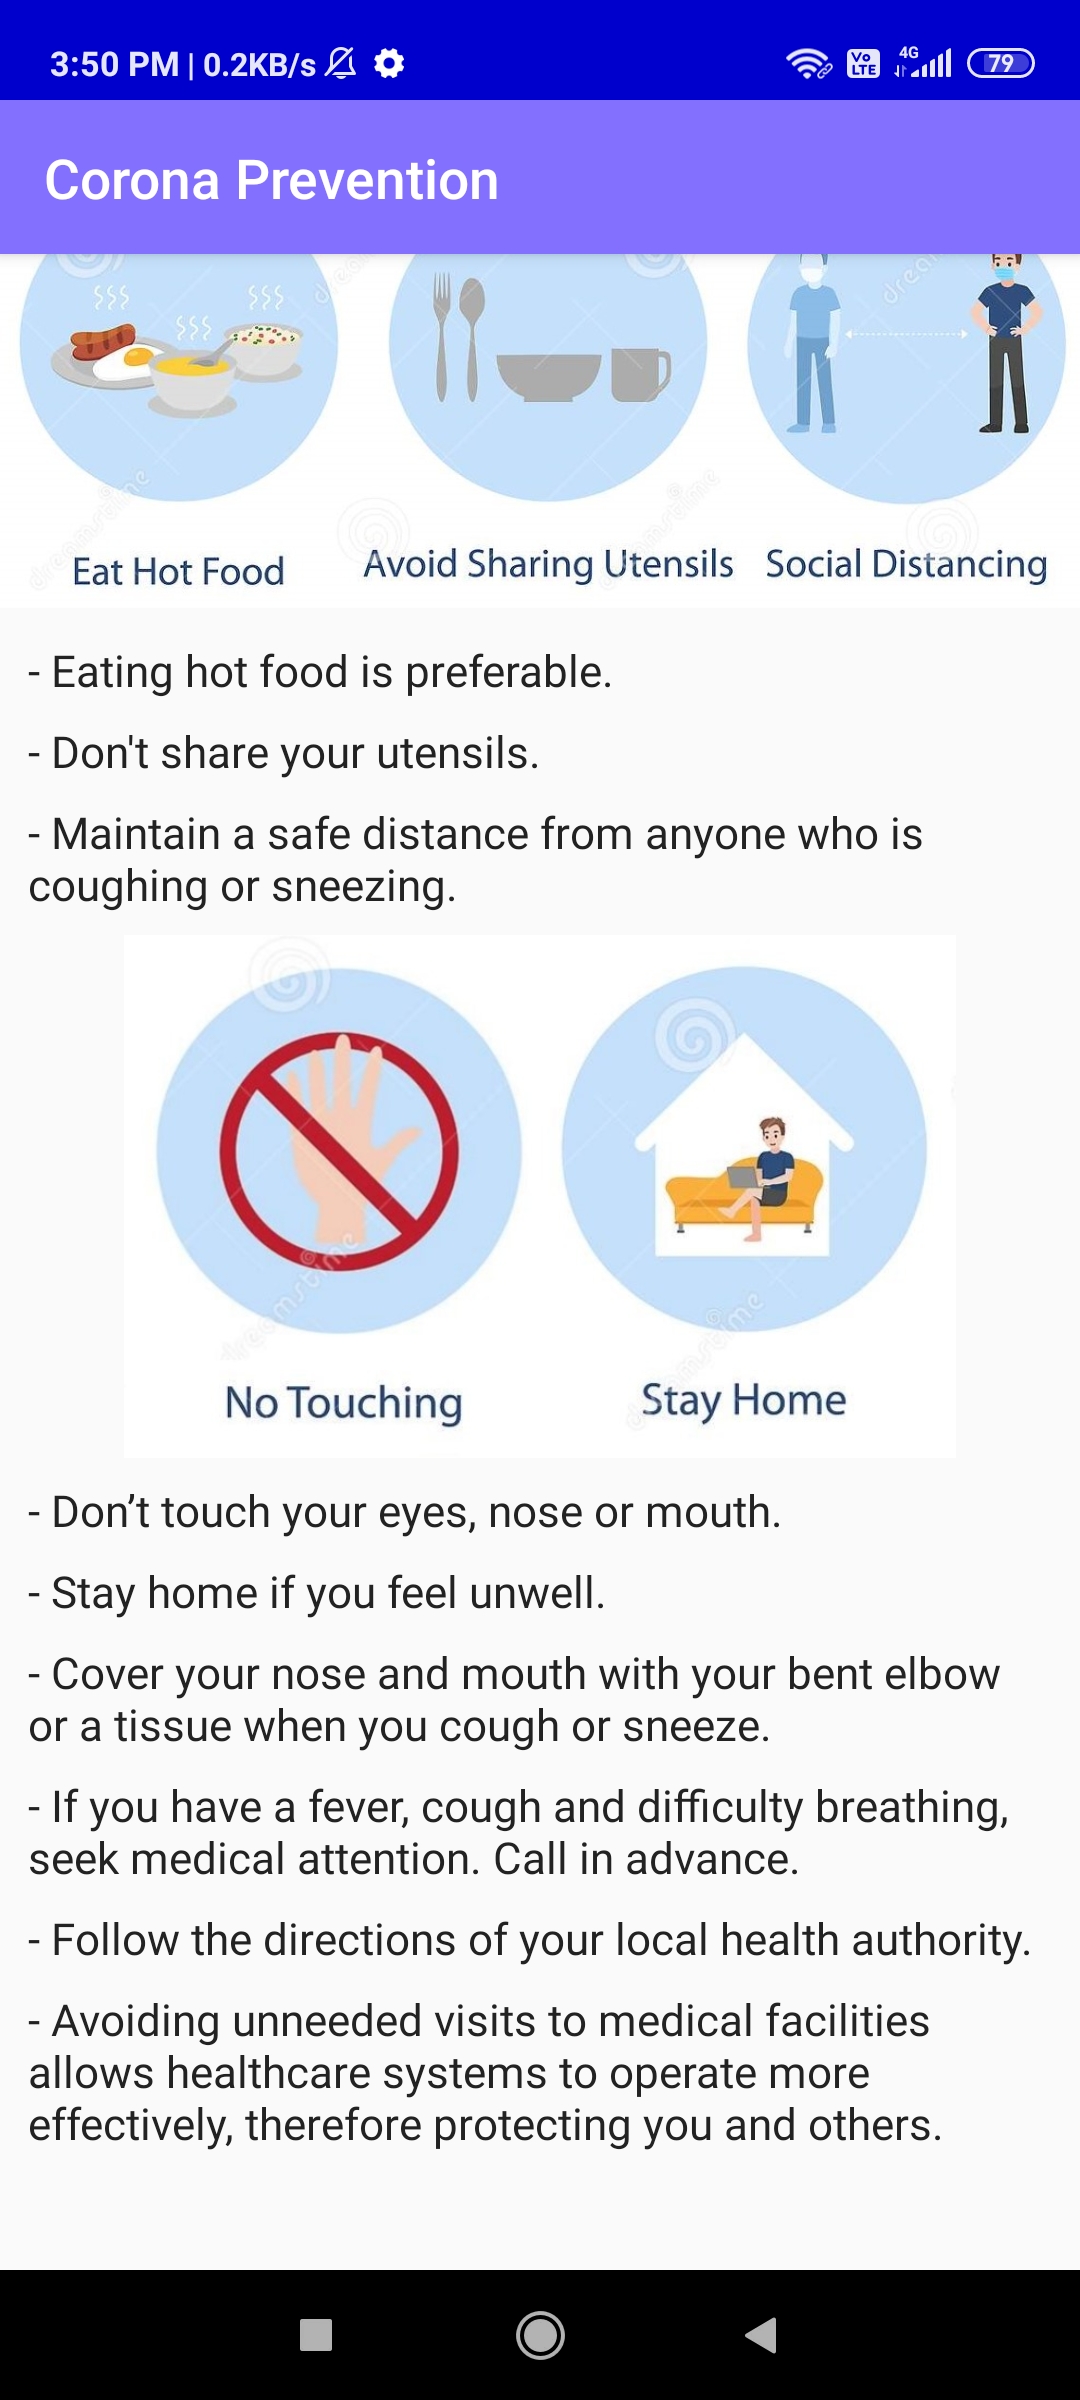 3:50 PM | 0.2KB/s
Vo LTE 4G 79
Corona Prevention
Eat Hot Food
Avoid Sharing Utensils
Social Distancing
- Eating hot food is preferable.
- Don't share your utensils.
- Maintain a safe distance from anyone who is
coughing or sneezing.
No Touching
Stay Home
- Don’t touch your eyes, nose or mouth.
- Stay home if you feel unwell.
- Cover your nose and mouth with your bent elbow
or a tissue when you cough or sneeze.
- If you have a fever, cough and difficulty breathing,
seek medical attention. Call in advance.
- Follow the directions of your local health authority.
- Avoiding unneeded visits to medical facilities
allows healthcare systems to operate more
effectively, therefore protecting you and others.